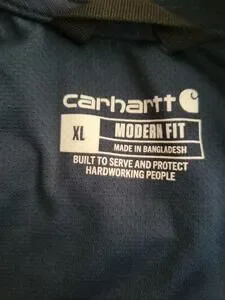 carhartt
XL
MODERN FIT
MADE IN BANGLADESH
BUILT TO SERVE AND PROTECT
HARDWORKING PEOPLE